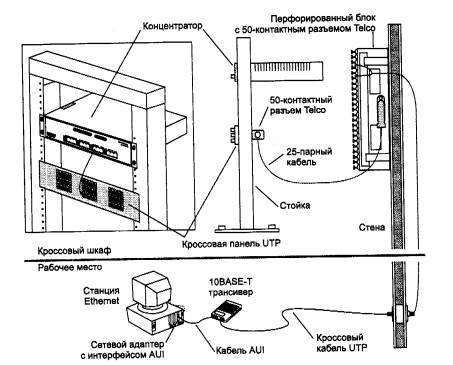 Концентратор
Перфорированный блок
с 50-контактным разъемом Telco
50-контактный
разъем Telco
25-парный
кабель
Стойка
Кроссовая панель UTP
Стена
Кроссовый шкаф
Рабочее место
Станция
Ethernet
10BASE-T
трансивер
Сетевой адаптер
с интерфейсом AUI
Кабель AUI
Кроссовый
кабель UTP